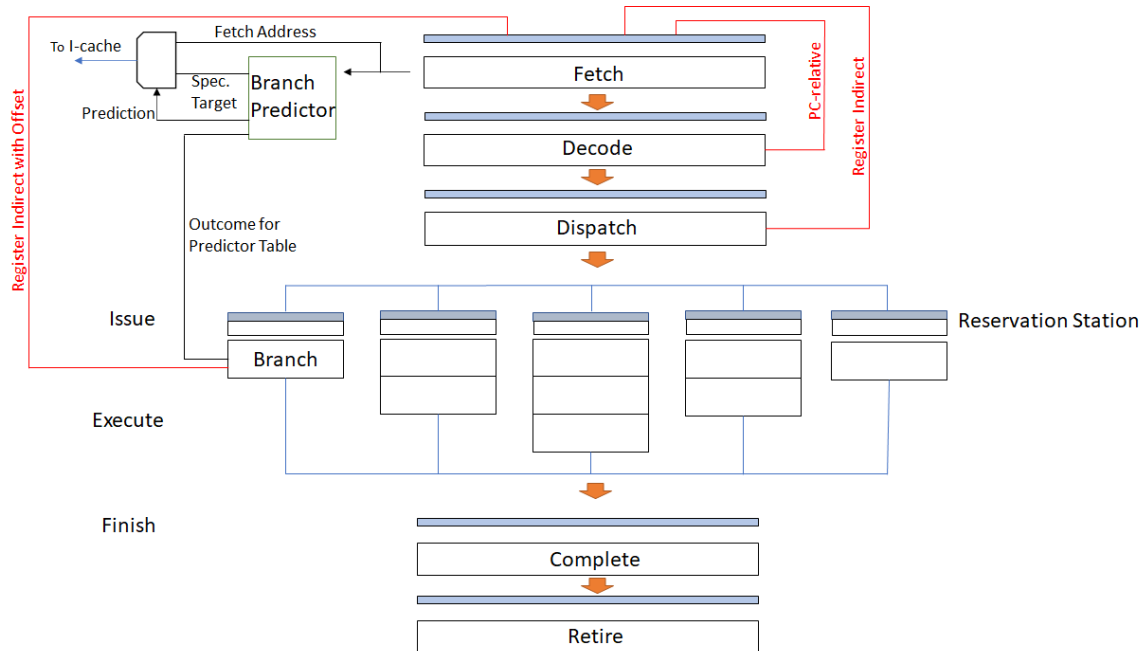 Fetch Address
To I-cache
Spec.
Target
Branch
Predictor
Prediction
Fetch
PC-relative
Register Indirect
Register Indirect with Offset
Decode
Outcome for
Predictor Table
Dispatch
Issue
Reservation Station
Branch
Execute
Finish
Complete
Retire